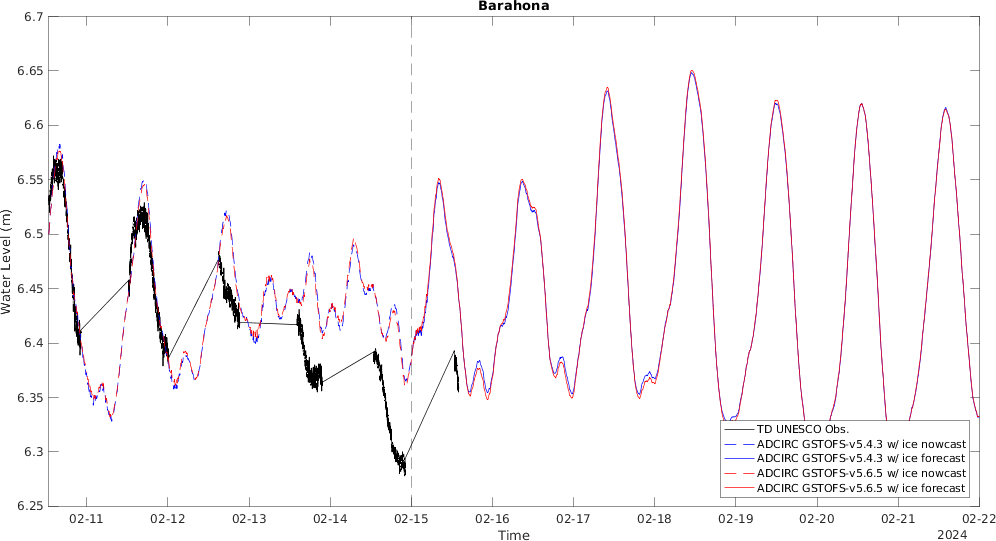 Barahona
6.7
6.65
6.6
6.55
6.5
6.45
6.4
6.35
6.3
6.25
Water Level (m)
TD UNESCO Obs.
ADCIRC GSTOFS-v5.4.3 w/ ice nowcast
ADCIRC GSTOFS-v5.4.3 w/ ice forecast
ADCIRC GSTOFS-v5.6.5 w/ ice nowcast
ADCIRC GSTOFS-v5.6.5 w/ ice forecast
02-11 02-12 02-13 02-14 02-15 02-16 02-17 02-18 02-19 02-20 02-21 02-22
Time
2024